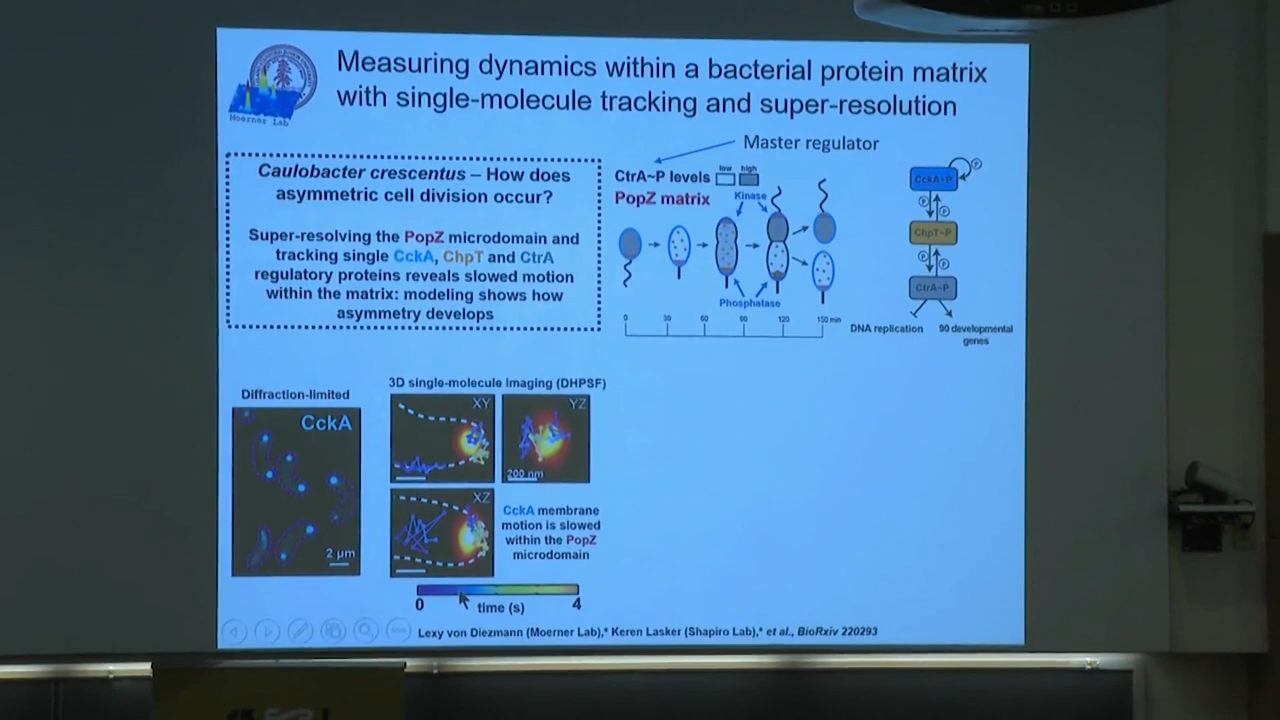 Measuring dynamics within a bacterial protein matrix
with single-molecule tracking and super-resolution
Moerner Lab
Caulobacter crescentus – How does
asymmetric cell division occur?
Super-resolving the PopZ microdomain and
tracking single CckA, ChpT and CtrA
regulatory proteins reveals slowed motion
within the matrix: modeling shows how
asymmetry develops
Master regulator
CtrA~P levels
low high
PopZ matrix
Kinase
Phosphatase
0 30 60 90 120 150 min
CckA~P
P
P P
ChpT~P
P P
CtrA~P
DNA replication
90 developmental
genes
Diffraction-limited
CckA
2 µm
3D single-molecule imaging (DHPSF)
XY
YZ
200 nm
XZ
CckA membrane
motion is slowed
within the PopZ
microdomain
0 4
time (s)
Lexy von Diezmann (Moerner Lab),* Keren Lasker (Shapiro Lab),* et al., BioRxiv 220293